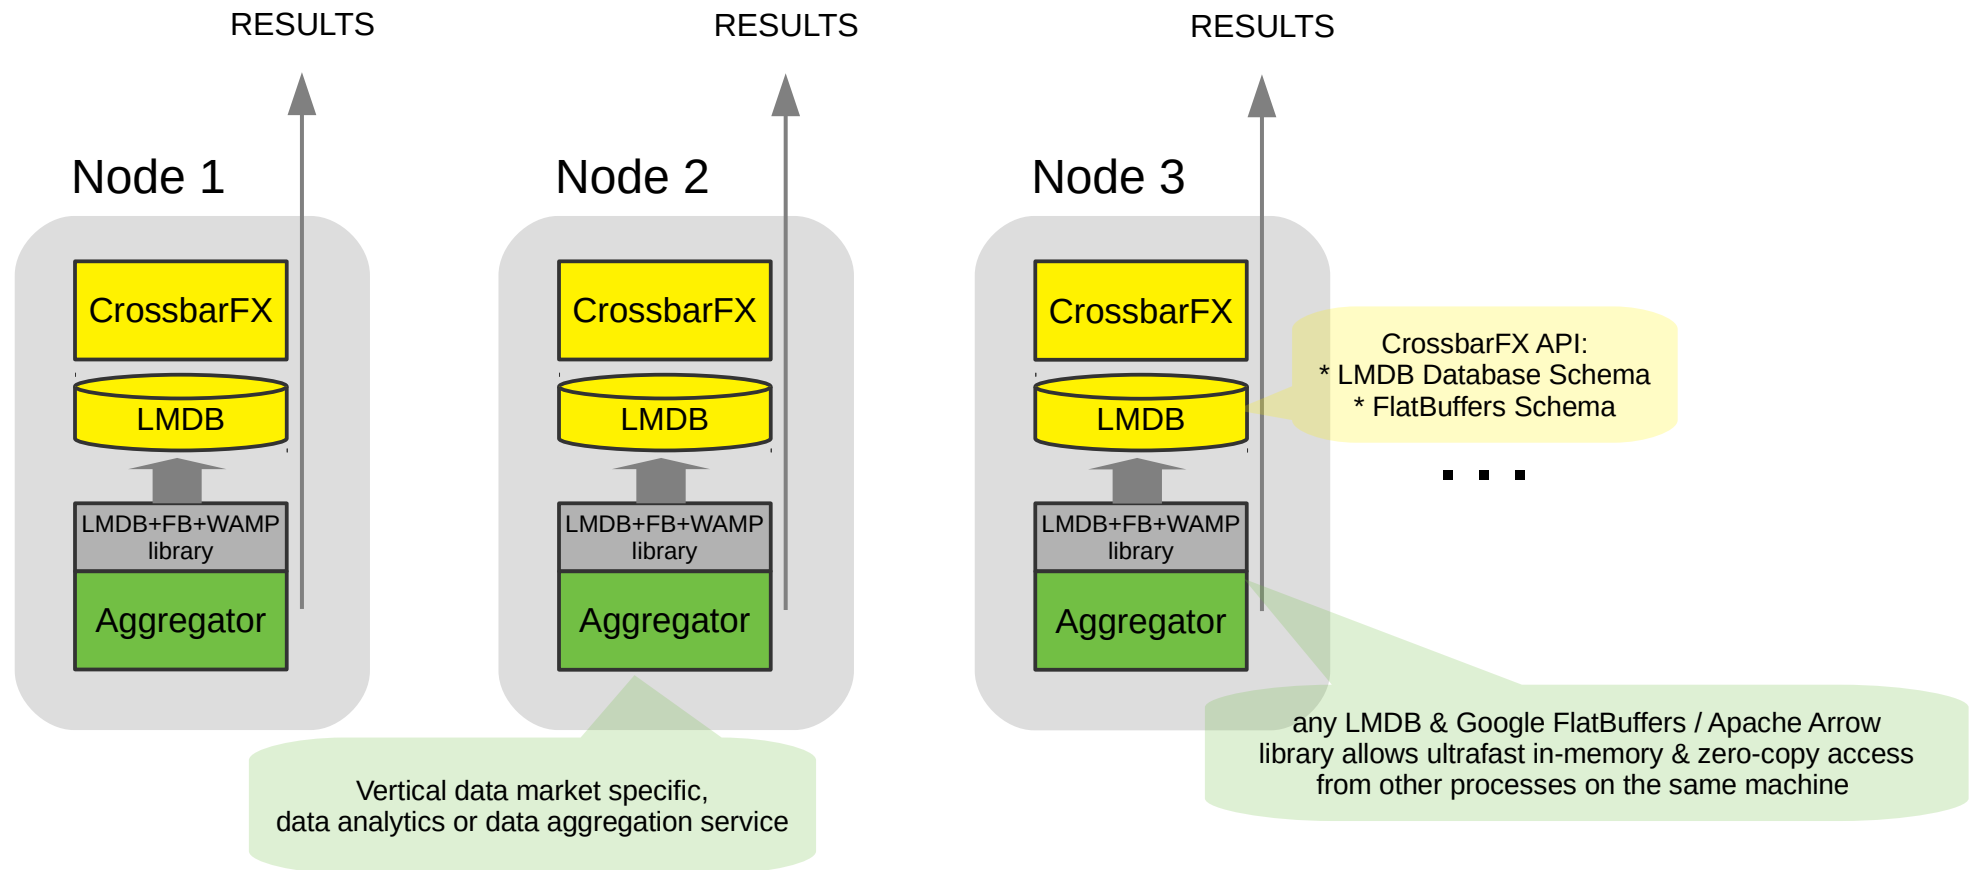 RESULTS
RESULTS
RESULTS
Node 1
Node 2
Node 3
CrossbarFX
CrossbarFX
CrossbarFX
CrossbarFX API:
* LMDB Database Schema
* FlatBuffers Schema
LMDB
LMDB
LMDB
. . .
LMDB+FB+WAMP
library
LMDB+FB+WAMP
library
LMDB+FB+WAMP
library
Aggregator
Aggregator
Aggregator
any LMDB & Google FlatBuffers / Apache Arrow
library allows ultrafast in-memory & zero-copy access
from other processes on the same machine
Vertical data market specific,
data analytics or data aggregation service